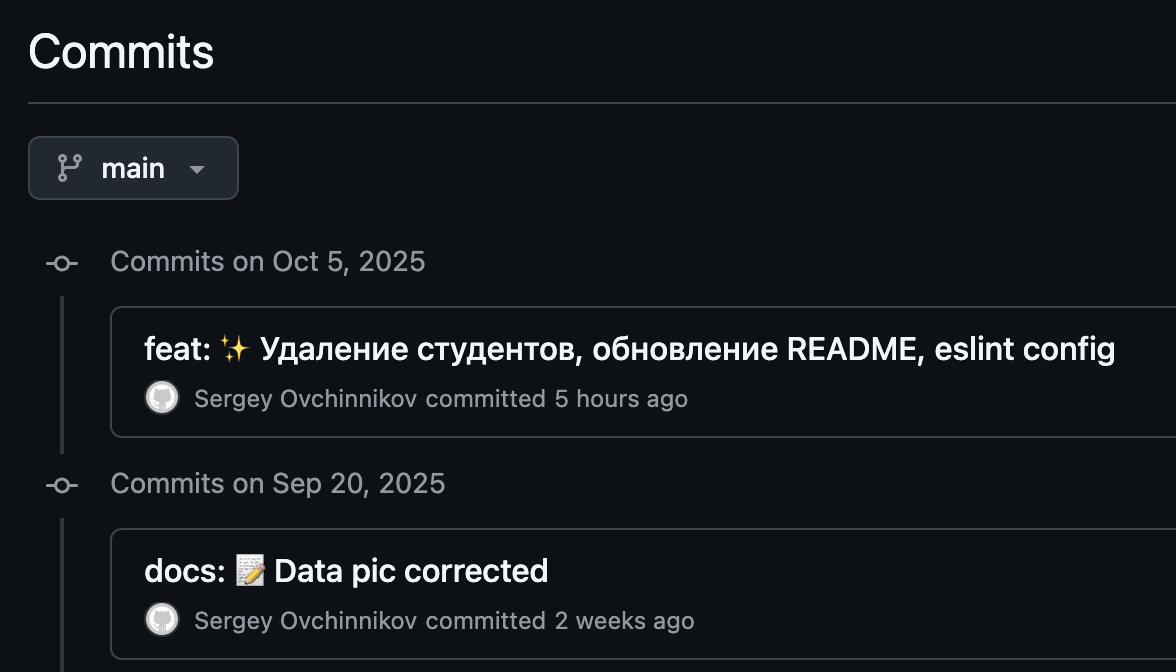 Commits
main
Commits on Oct 5, 2025
feat: ✨ Удаление студентов, обновление README, eslint config
Sergey Ovchinnikov committed 5 hours ago
Commits on Sep 20, 2025
docs: 📝 Data pic corrected
Sergey Ovchinnikov committed 2 weeks ago